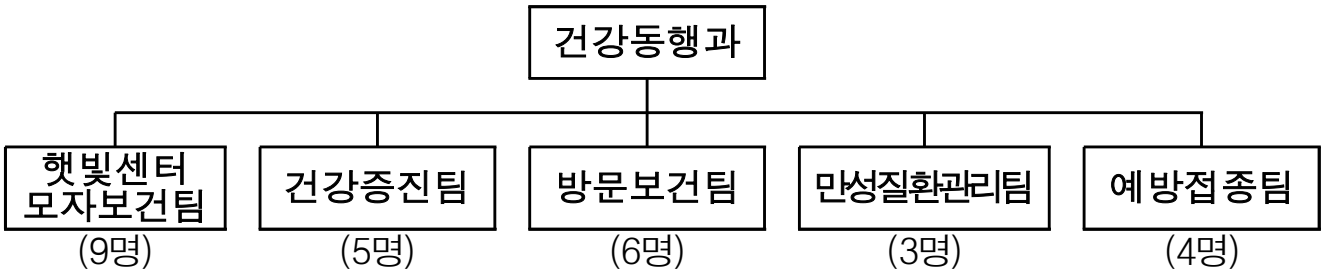 건강동행과
햇빛센터
모자보건팀
건강증진팀
방문보건팀
만성질환관리팀
예방접종팀
(9명)
(5명)
(6명)
(3명)
(4명)